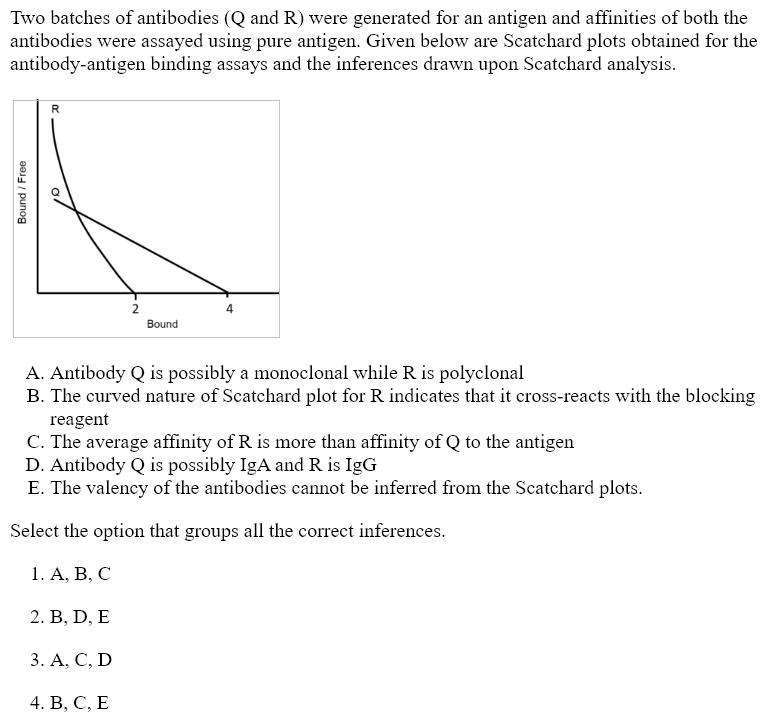 Two batches of antibodies (Q and R) were generated for an antigen and affinities of both the
antibodies were assayed using pure antigen. Given below are Scatchard plots obtained for the
antibody-antigen binding assays and the inferences drawn upon Scatchard analysis.
R
Bound / Free
Q
2
4
Bound
A. Antibody Q is possibly a monoclonal while R is polyclonal
B. The curved nature of Scatchard plot for R indicates that it cross-reacts with the blocking
reagent
C. The average affinity of R is more than affinity of Q to the antigen
D. Antibody Q is possibly IgA and R is IgG
E. The valency of the antibodies cannot be inferred from the Scatchard plots.
Select the option that groups all the correct inferences.
1. A, B, C
2. B, D, E
3. A, C, D
4. B, C, E